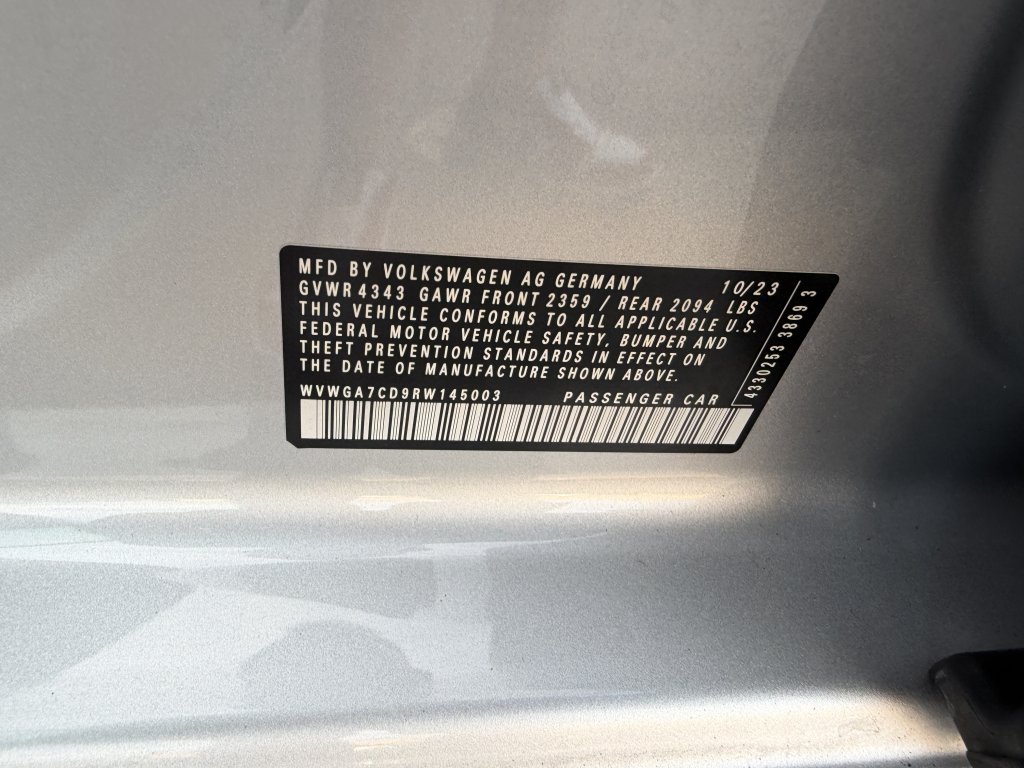 MFD BY VOLKSWAGEN AG GERMANY 10/23
GVWR 4343 GAWR FRONT 2359 / REAR 2094 LBS
THIS VEHICLE CONFORMS TO ALL APPLICABLE U.S.
FEDERAL MOTOR VEHICLE SAFETY, BUMPER AND
THEFT PREVENTION STANDARDS IN EFFECT ON
THE DATE OF MANUFACTURE SHOWN ABOVE.
WVWGA7CD9RW145003 PASSENGER CAR
4330253 3869 3